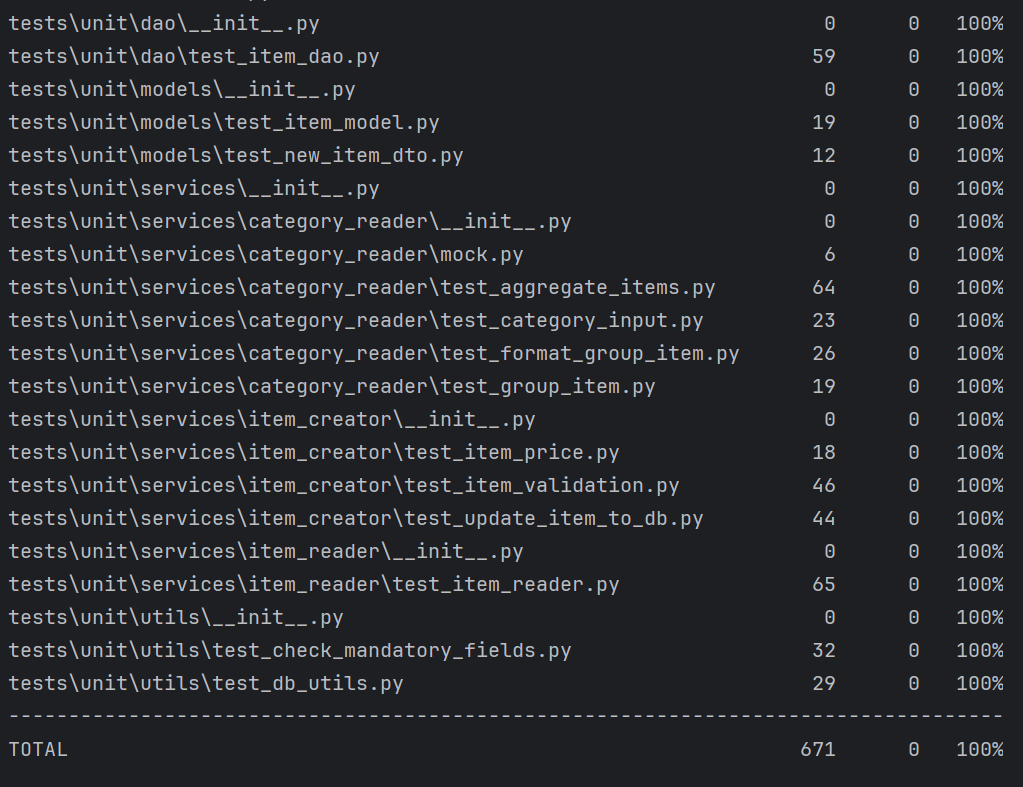 tests\unit\dao\__init__.py 0 0 100%
tests\unit\dao\test_item_dao.py 59 0 100%
tests\unit\models\__init__.py 0 0 100%
tests\unit\models\test_item_model.py 19 0 100%
tests\unit\models\test_new_item_dto.py 12 0 100%
tests\unit\services\__init__.py 0 0 100%
tests\unit\services\category_reader\__init__.py 0 0 100%
tests\unit\services\category_reader\mock.py 6 0 100%
tests\unit\services\category_reader\test_aggregate_items.py 64 0 100%
tests\unit\services\category_reader\test_category_input.py 23 0 100%
tests\unit\services\category_reader\test_format_group_item.py 26 0 100%
tests\unit\services\category_reader\test_group_item.py 19 0 100%
tests\unit\services\item_creator\__init__.py 0 0 100%
tests\unit\services\item_creator\test_item_price.py 18 0 100%
tests\unit\services\item_creator\test_item_validation.py 46 0 100%
tests\unit\services\item_creator\test_update_item_to_db.py 44 0 100%
tests\unit\services\item_reader\__init__.py 0 0 100%
tests\unit\services\item_reader\test_item_reader.py 65 0 100%
tests\unit\utils\__init__.py 0 0 100%
tests\unit\utils\test_check_mandatory_fields.py 32 0 100%
tests\unit\utils\test_db_utils.py 29 0 100%
-----------------------------------------------------------------------------------
TOTAL 671 0 100%